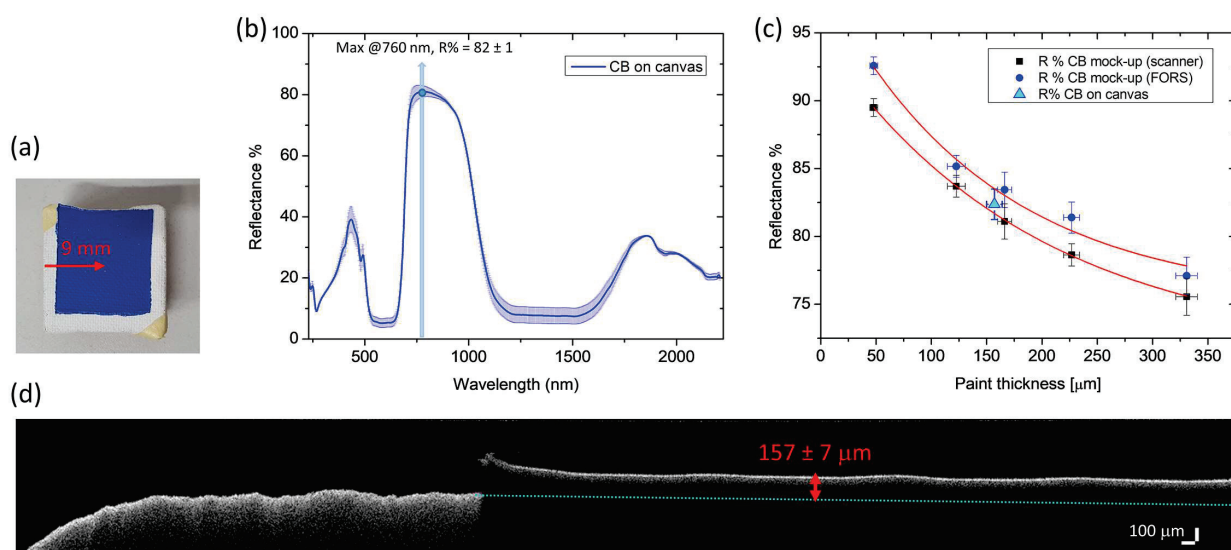 (a)
9 mm
(b)
Max @760 nm, R% = 82 ± 1
CB on canvas
Reflectance %
100
80
60
40
20
0
500
1000
1500
2000
Wavelength (nm)
(c)
R % CB mock-up (scanner)
R % CB mock-up (FORS)
R% CB on canvas
Reflectance %
95
90
85
80
75
0
50
100
150
200
250
300
350
Paint thickness [μm]
(d)
157 ± 7 μm
100 μm